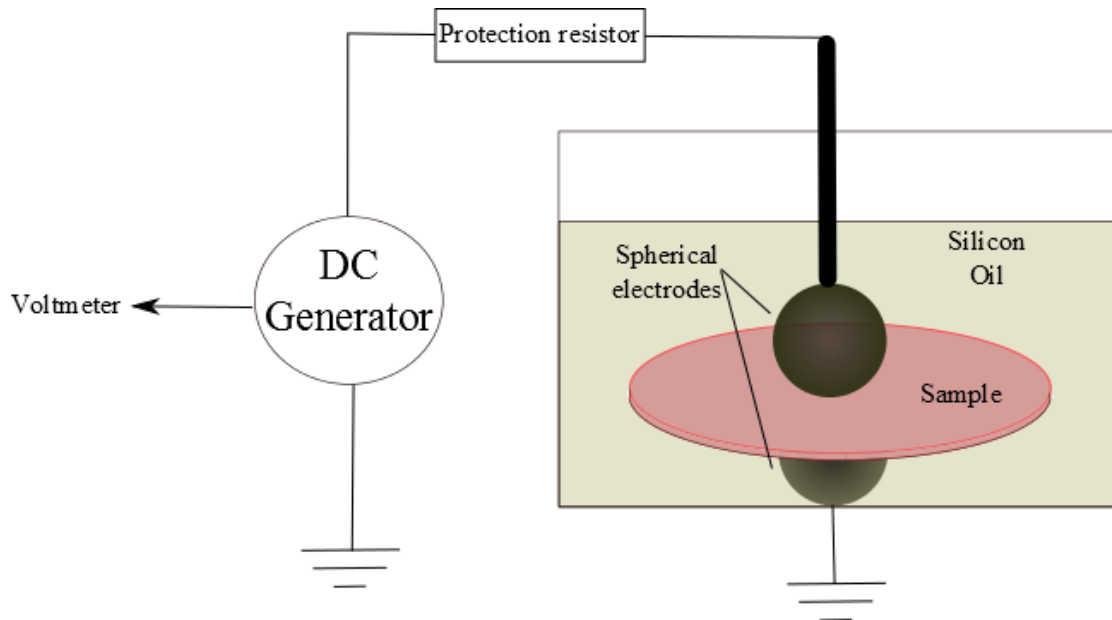 Protection resistor
DC
Generator
Voltmeter
Spherical
electrodes
Silicon
Oil
Sample